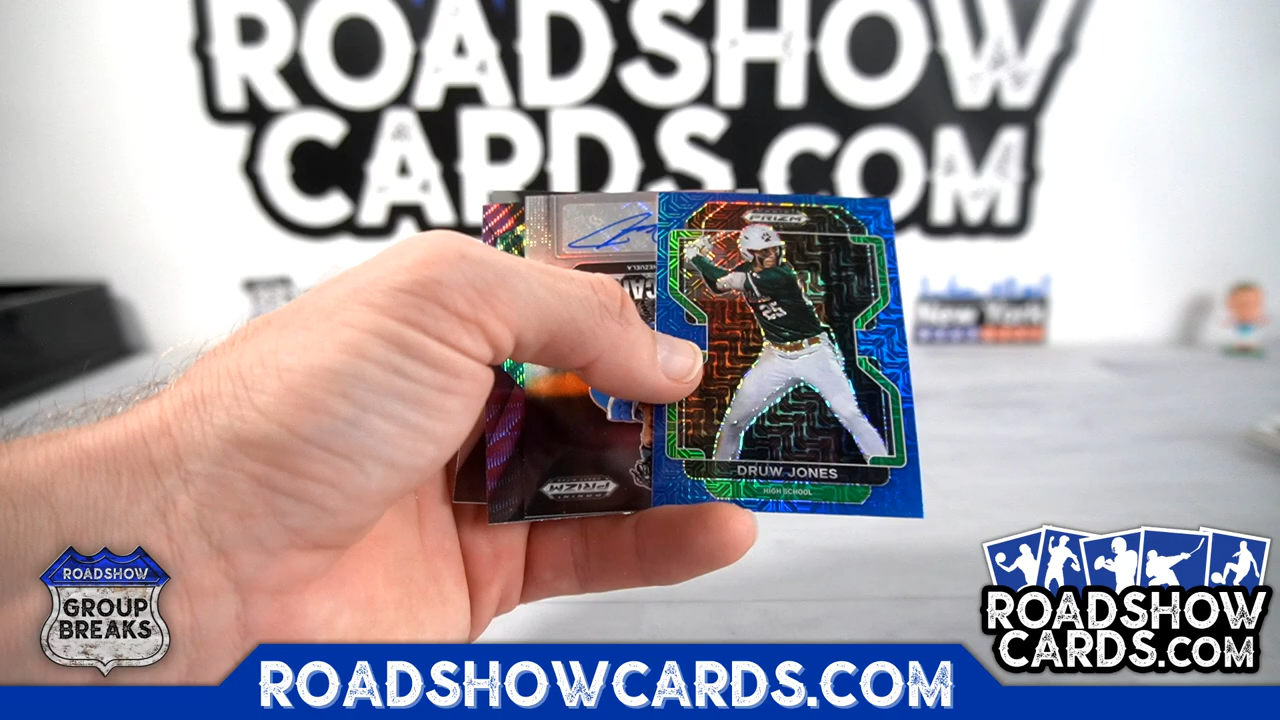 ROADSHOW
CARDS.COM
PRIZM
25
DRUW JONES
HIGH SCHOOL
PRIZM
New York
ROADSHOW
GROUP
BREAKS
ROADSHOW
CARDS.COM
ROADSHOWCARDS.COM